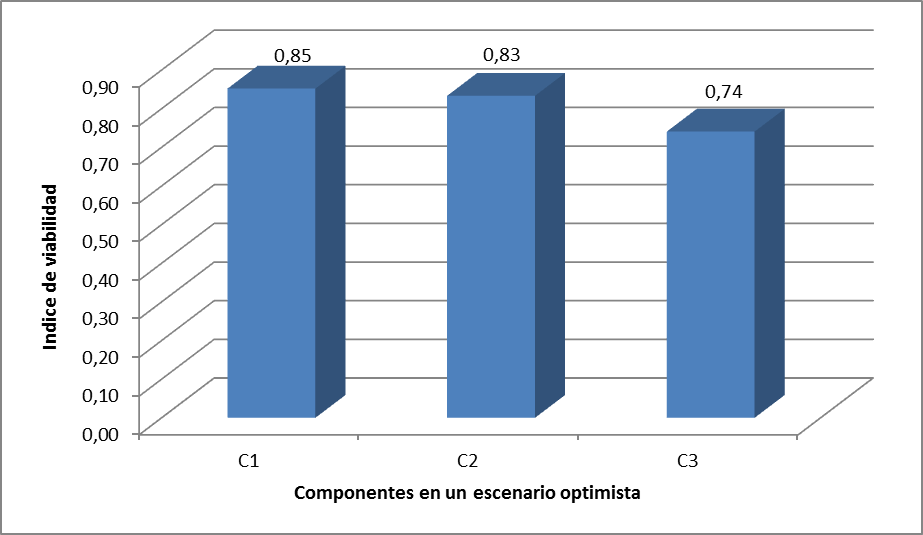 0,85
0,83
0,74
0,90
0,80
0,70
0,60
0,50
0,40
0,30
0,20
0,10
0,00
Indice de viabilidad
C1
C2
C3
Componentes en un escenario optimista